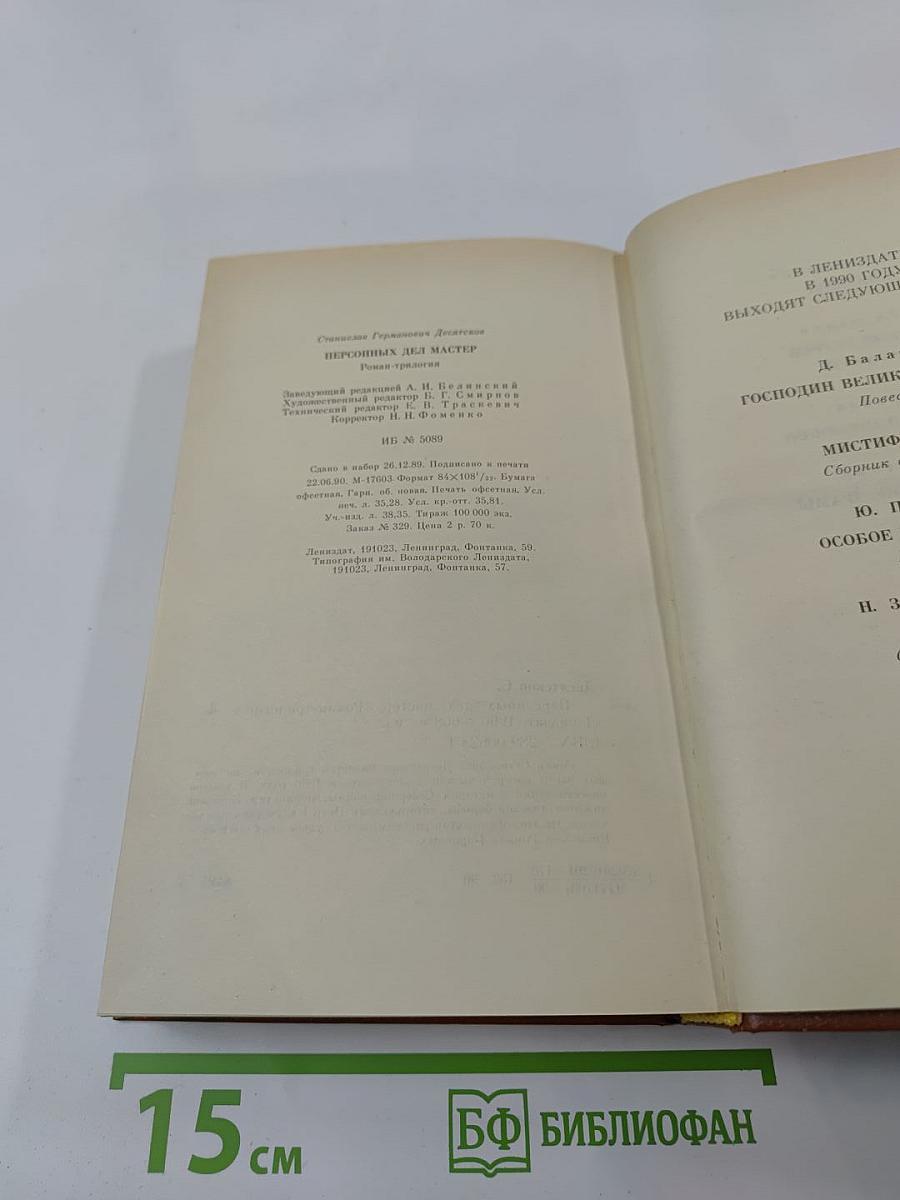 Станислав Германович Десятсков
ПЕРСОННЫХ ДЕЛ МАСТЕР
Роман-трилогия
Заведующий редакцией А. И. Белинский
Художественный редактор Б. Г. Смирнов
Технический редактор Е. В. Траскевич
Корректор Н. Н. Фоменко
ИБ № 5089
Сдано в набор 26.12.89. Подписано к печати
22.06.90. М-17603. Формат 84×108¹/₃₂. Бумага
офсетная. Гарн. об. новая. Печать офсетная. Усл.
печ. л. 35,28. Усл. кр.-отт. 35,81.
Уч.-изд. л. 38,35. Тираж 100 000 экз.
Заказ № 329. Цена 2 р. 70 к.
Лениздат, 191023, Ленинград, Фонтанка, 59.
Типография им. Володарского Лениздата,
191023, Ленинград, Фонтанка, 57.
В ЛЕНИЗДАТ
В 1990 ГОДУ
ВЫХОДЯТ СЛЕДУЮЩ
Д. Бала
ГОСПОДИН ВЕЛИК
Повес
МИСТИФ
Сборник
Ю. П
ОСОБОЕ
Н. З
15 см
БФ БИБЛИОФАН